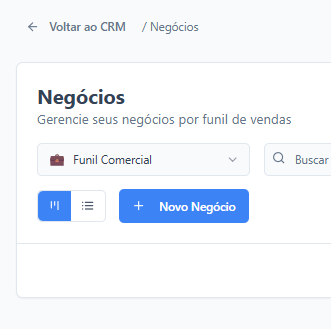 Voltar ao CRM / Negócios
Negócios
Gerencie seus negócios por funil de vendas
Funil Comercial
Buscar
Novo Negócio